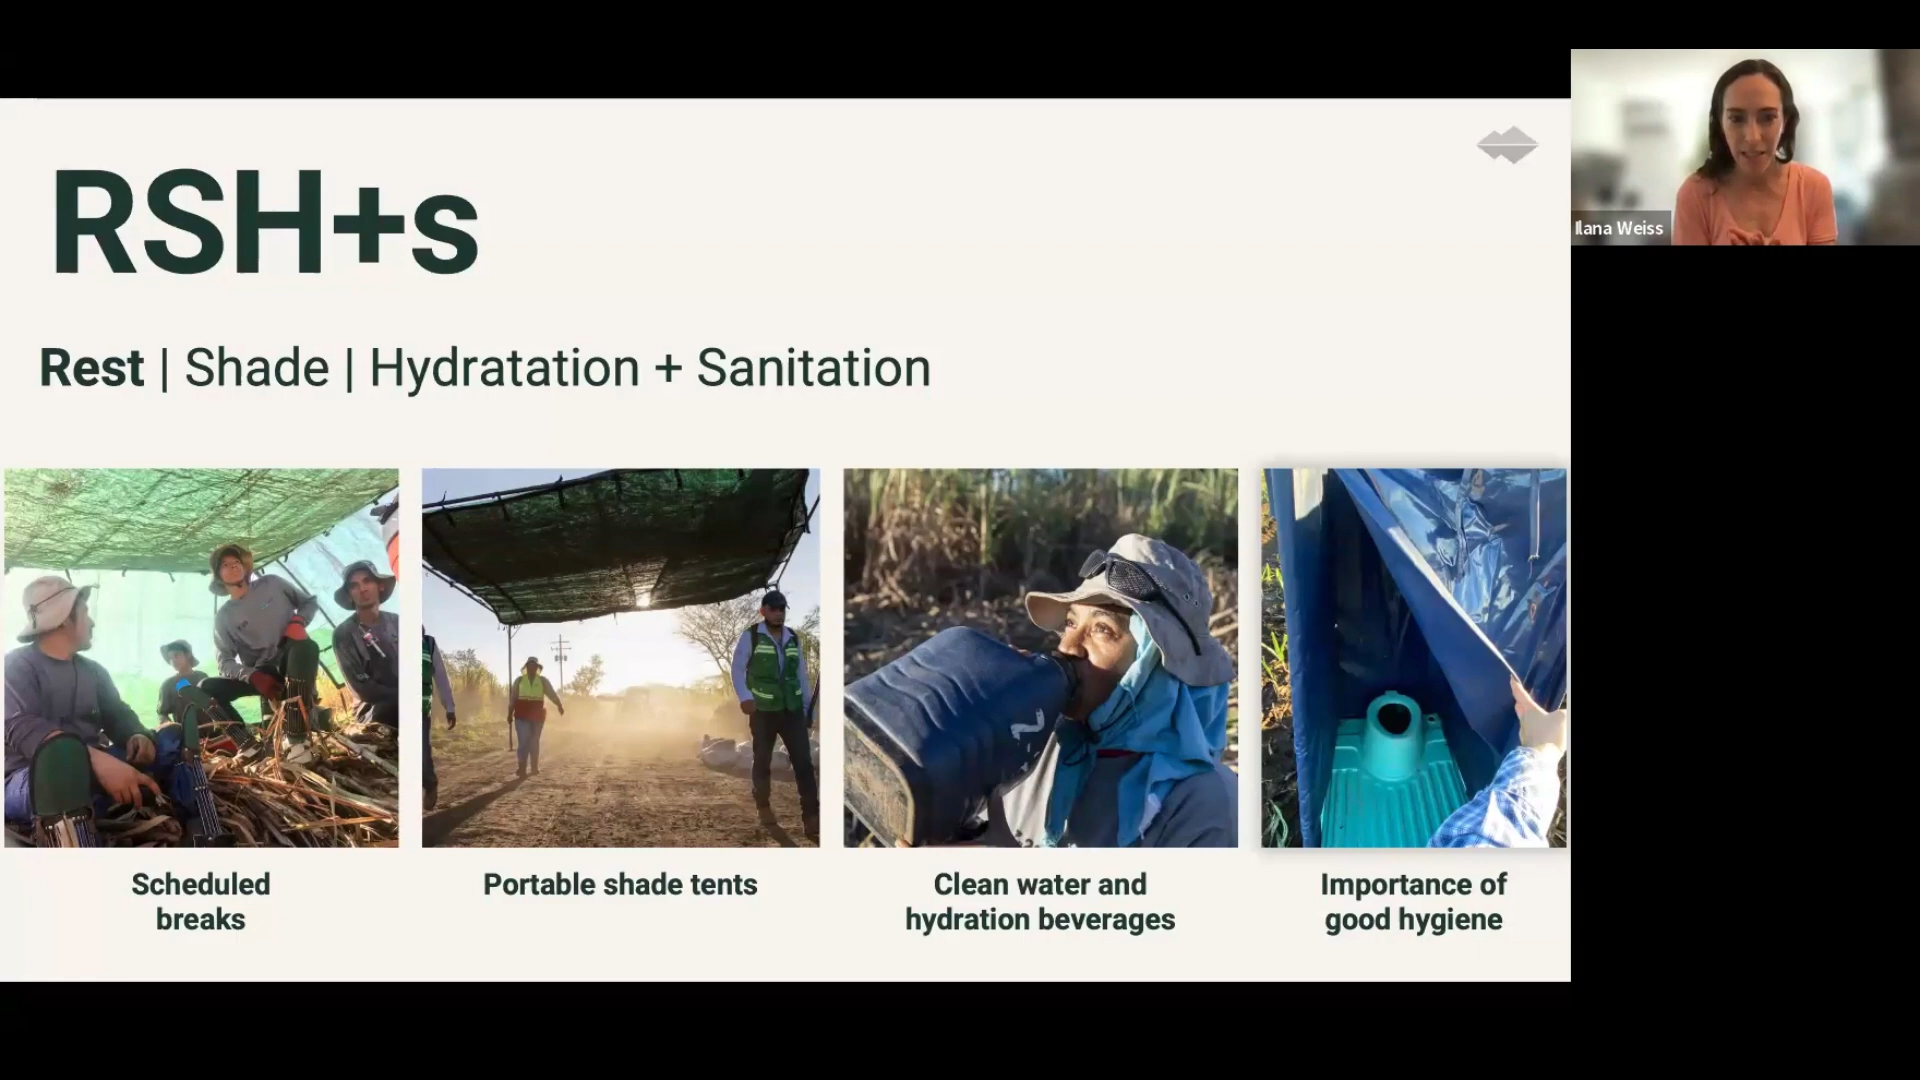 RSH+s
Rest | Shade | Hydratation + Sanitation
Scheduled
breaks
Portable shade tents
Clean water and
hydration beverages
Importance of
good hygiene
Ilana Weiss